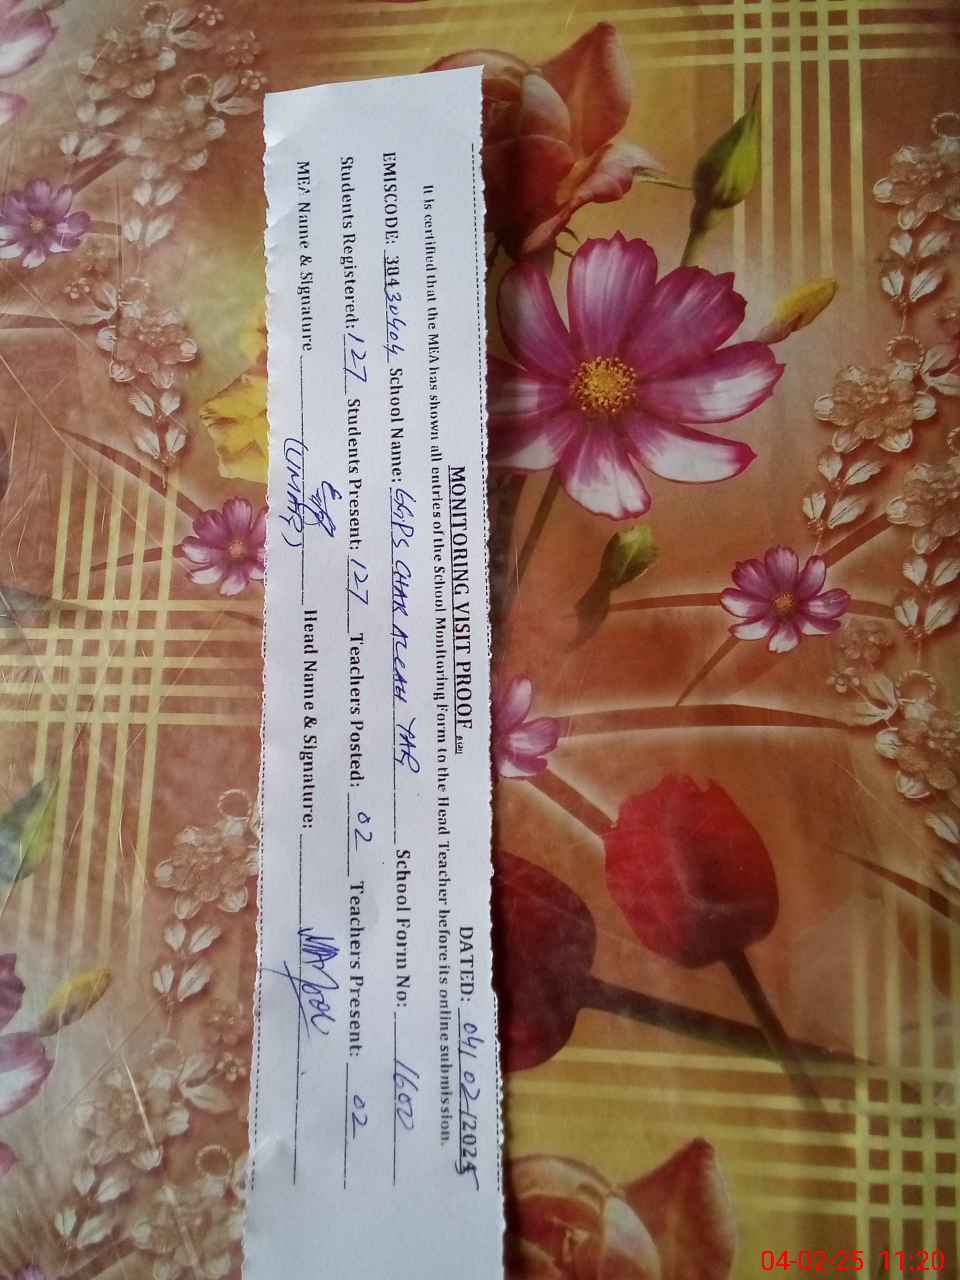 MONITORING VISIT PROOF
DATED: 04/02/2025
It is certified that the MEA has shown all entries of the School Monitoring Form to the Head Teacher before its online submission.
EMISCODE: 38430404 School Name: GGPS CHAK ALLAH YAR School Form No: 1600
Students Registered: 127 Students Present: 127 Teachers Posted: 02 Teachers Present: 02
MEA Name & Signature (UMAR) Head Name & Signature:
04-02-25 11:20